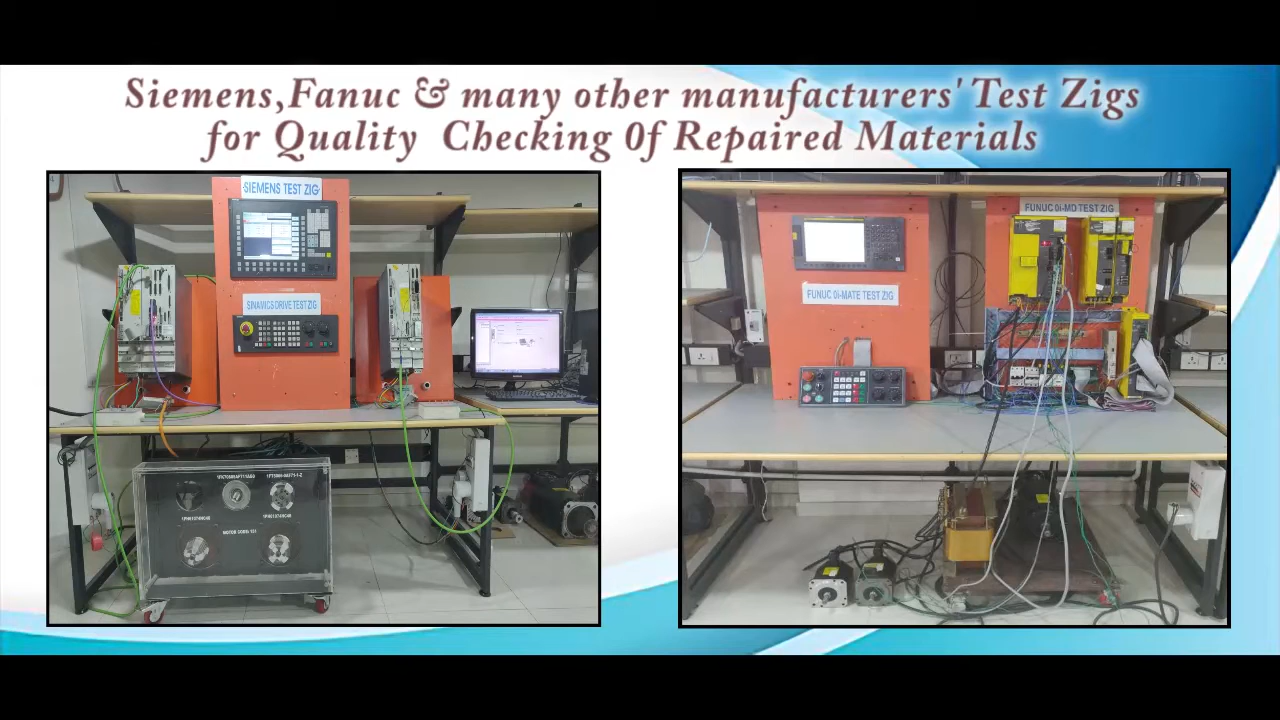 Siemens,Fanuc & many other manufacturers' Test Zigs
for Quality Checking 0f Repaired Materials
SIEMENS TEST ZIG
SINAMICS DRIVE TEST ZIG
FUNUC 0i-MATE TEST ZIG
FUNUC 0i-MD TEST ZIG